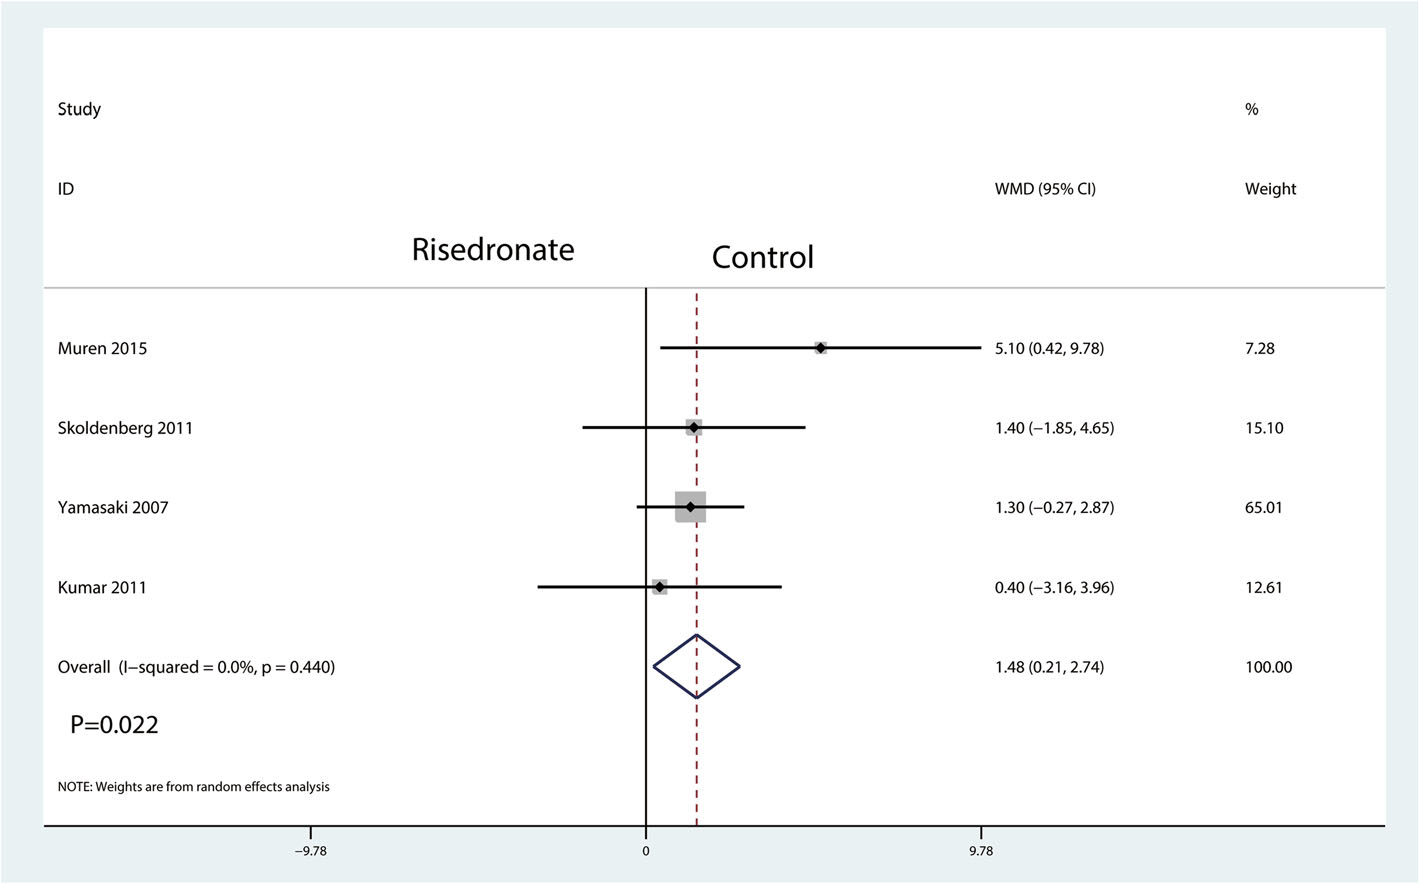 Study %
ID WMD (95% CI) Weight
Risedronate Control
Muren 2015 5.10 (0.42, 9.78) 7.28
Skoldenberg 2011 1.40 (−1.85, 4.65) 15.10
Yamasaki 2007 1.30 (−0.27, 2.87) 65.01
Kumar 2011 0.40 (−3.16, 3.96) 12.61
Overall (I−squared = 0.0%, p = 0.440) 1.48 (0.21, 2.74) 100.00
P=0.022
NOTE: Weights are from random effects analysis
−9.78 0 9.78